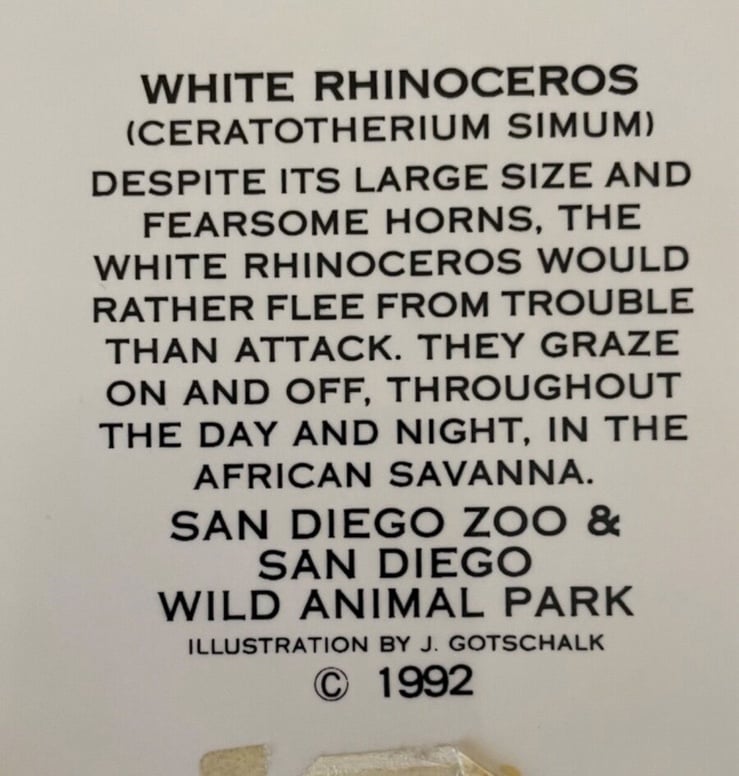 WHITE RHINOCEROS
(CERATOTHERIUM SIMUM)
DESPITE ITS LARGE SIZE AND
FEARSOME HORNS, THE
WHITE RHINOCEROS WOULD
RATHER FLEE FROM TROUBLE
THAN ATTACK. THEY GRAZE
ON AND OFF, THROUGHOUT
THE DAY AND NIGHT, IN THE
AFRICAN SAVANNA.
SAN DIEGO ZOO &
SAN DIEGO
WILD ANIMAL PARK
ILLUSTRATION BY J. GOTSCHALK
© 1992